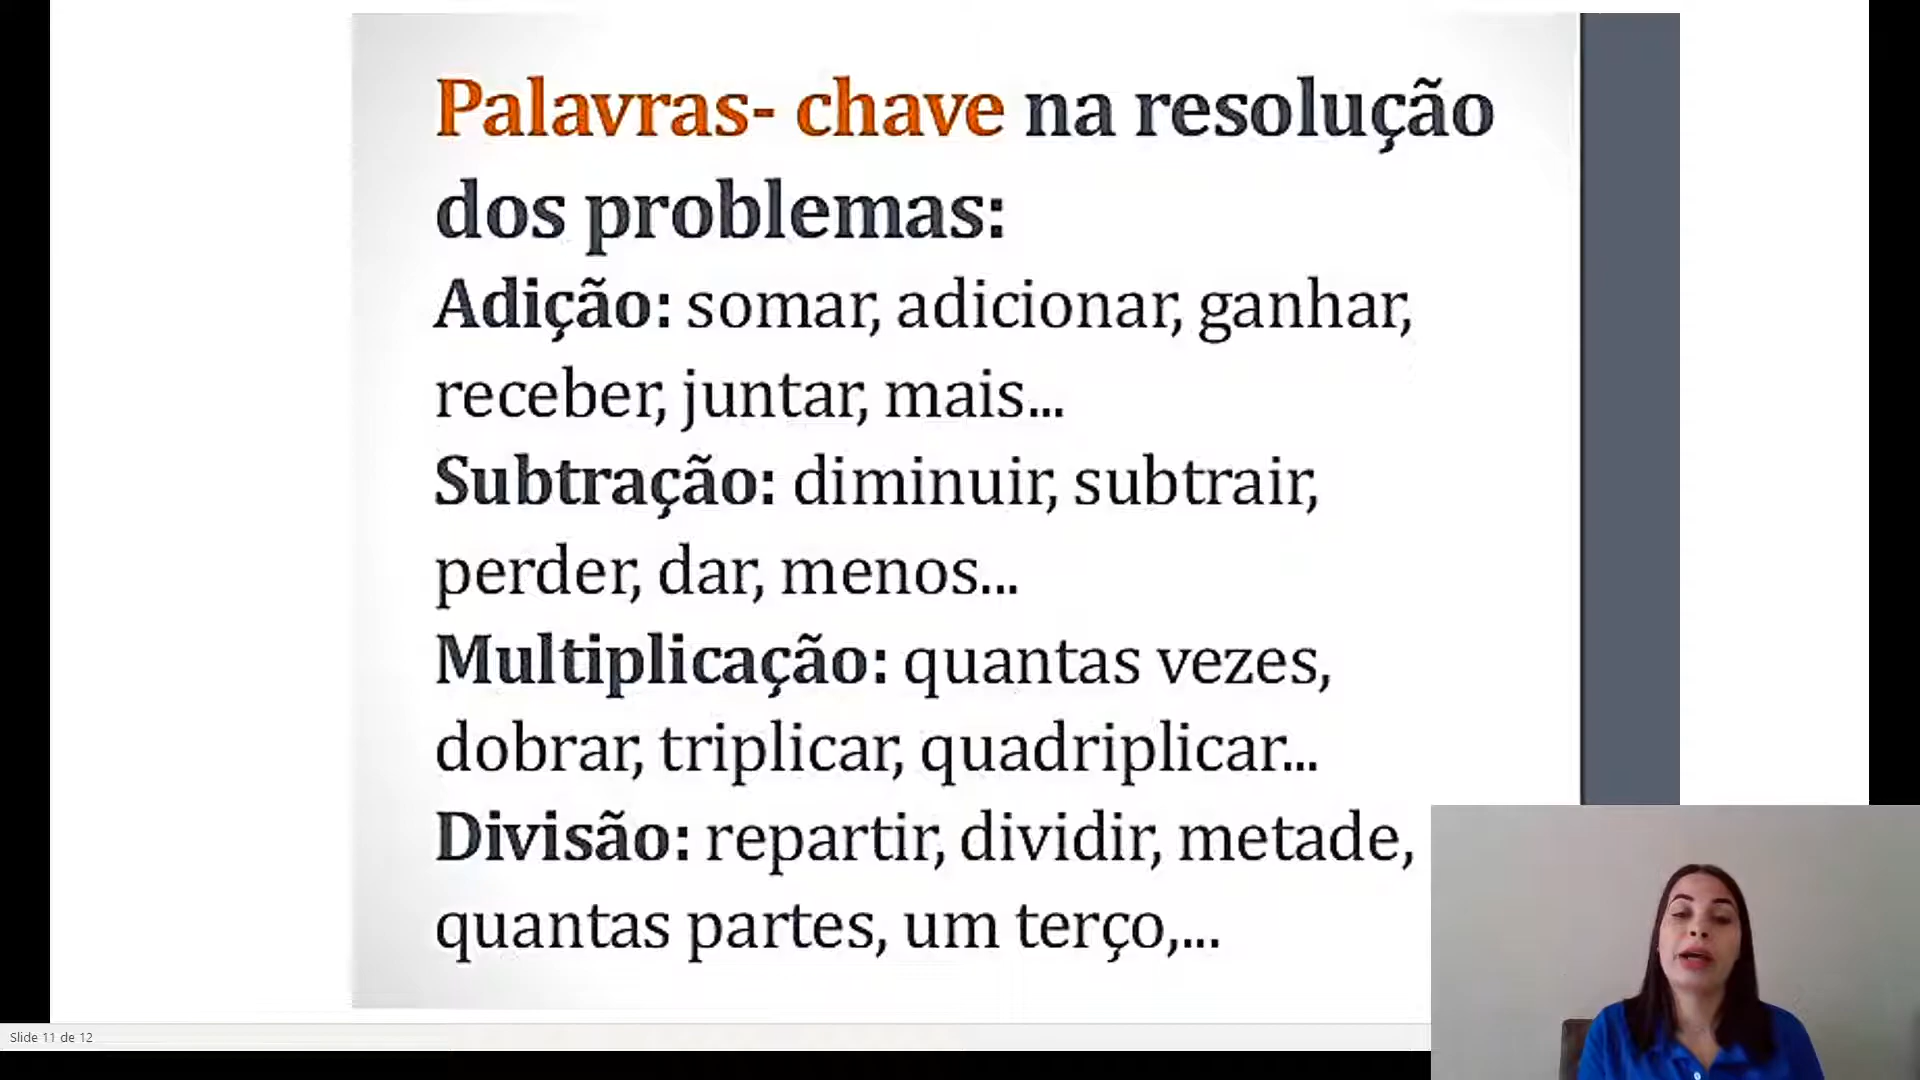 Palavras- chave na resolução
dos problemas:
Adição: somar, adicionar, ganhar,
receber, juntar, mais...
Subtração: diminuir, subtrair,
perder, dar, menos...
Multiplicação: quantas vezes,
dobrar, triplicar, quadriplicar...
Divisão: repartir, dividir, metade,
quantas partes, um terço,...
Slide 11 de 12